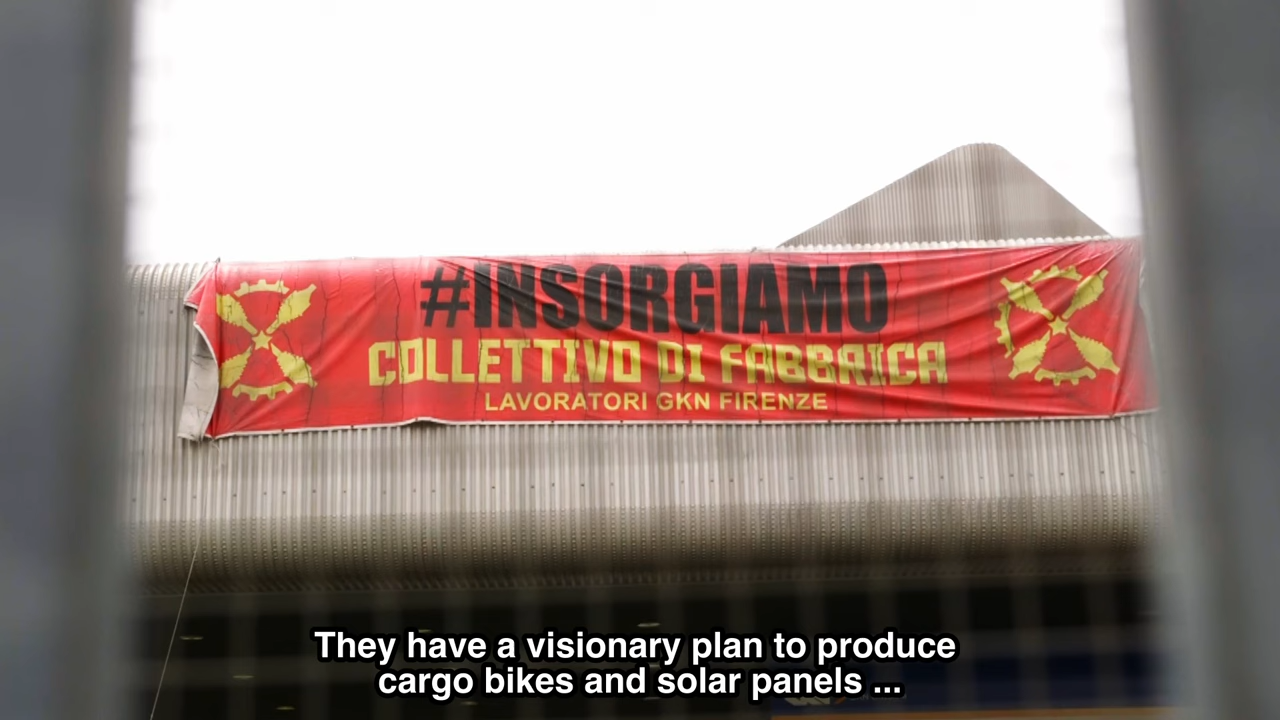 #INSORGIAMO
COLLETTIVO DI FABBRICA
LAVORATORI GKN FIRENZE
They have a visionary plan to produce
cargo bikes and solar panels ...